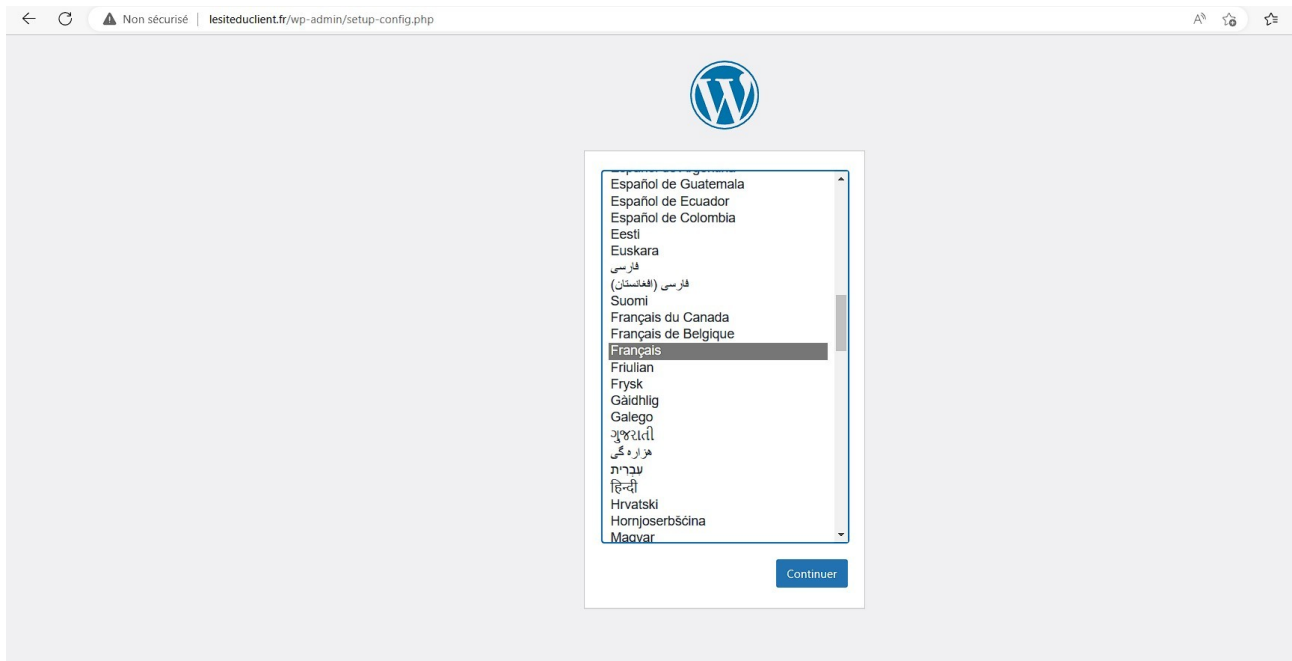 Non sécurisé | lesiteduclient.fr/wp-admin/setup-config.php
Español de Guatemala
Español de Ecuador
Español de Colombia
Eesti
Euskara
فارسی
(فارسی (افغانستان
Suomi
Français du Canada
Français de Belgique
Français
Friulian
Frysk
Gàidhlig
Galego
ગુજરાતી
هزاره گی
עִבְרִית
हिन्दी
Hrvatski
Hornjoserbšćina
Magyar
Continuer